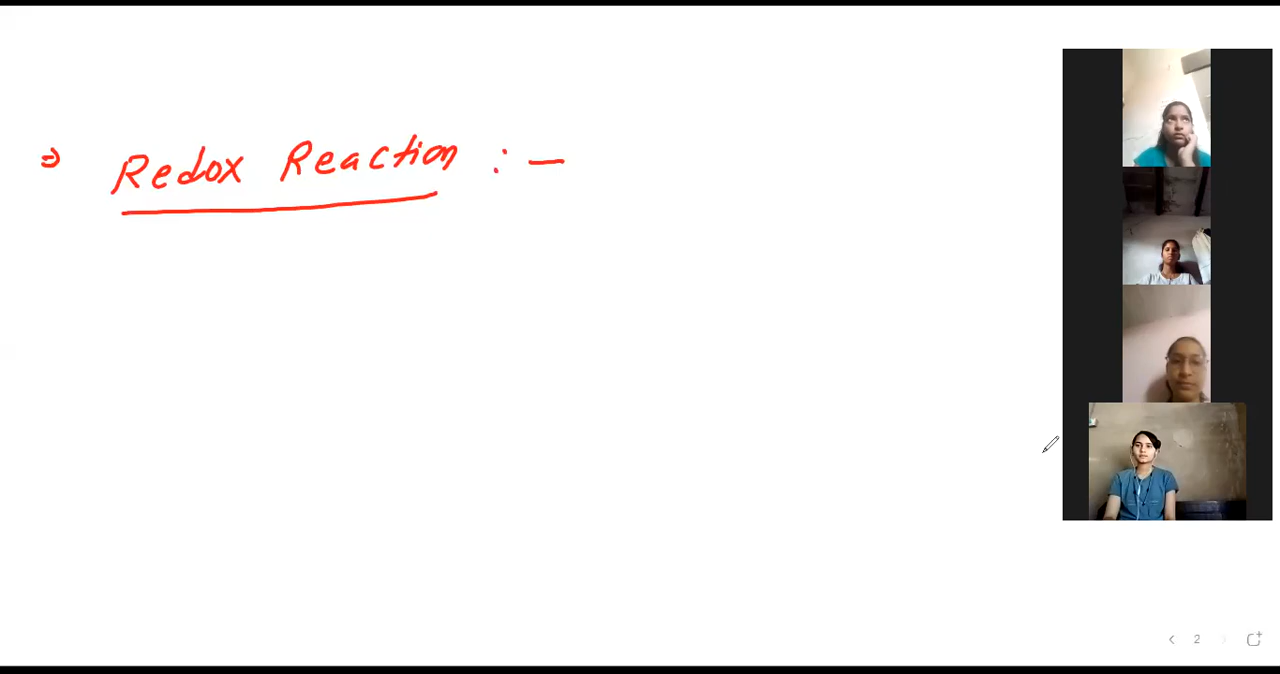 ⇒ Redox Reaction : —
2